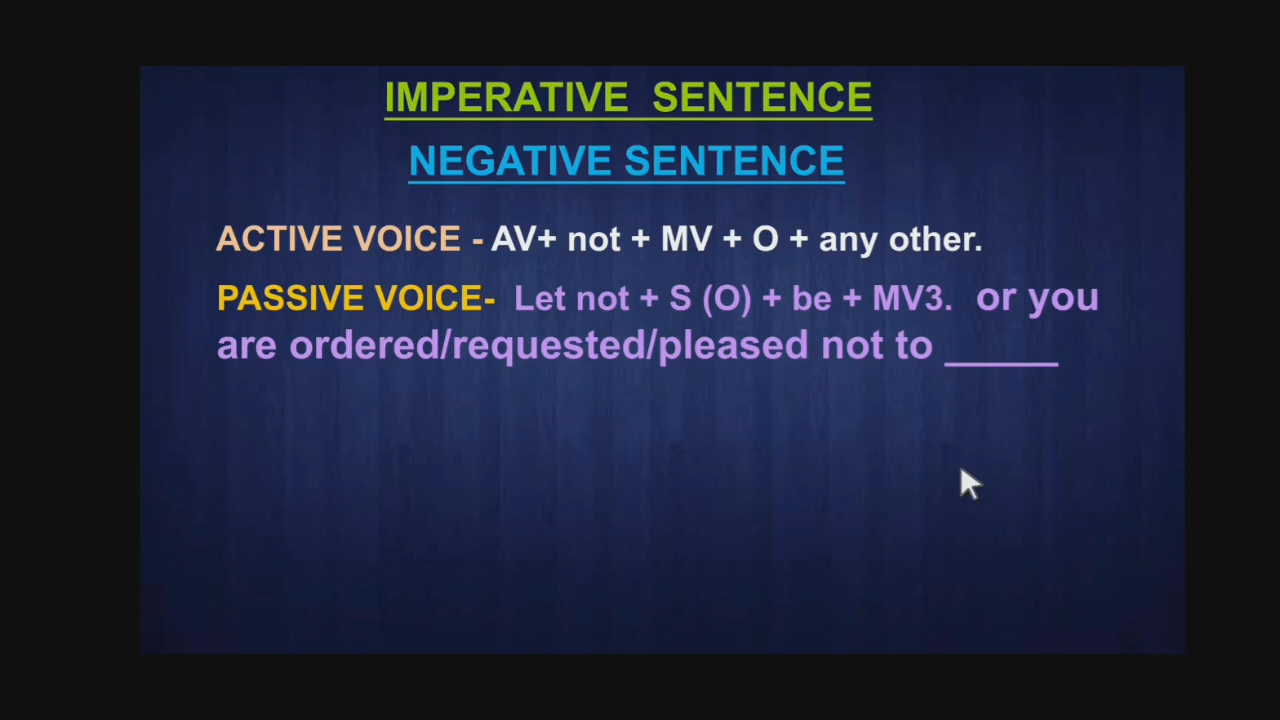 IMPERATIVE SENTENCE
NEGATIVE SENTENCE
ACTIVE VOICE - AV+ not + MV + O + any other.
PASSIVE VOICE- Let not + S (O) + be + MV3. or you
are ordered/requested/pleased not to _____